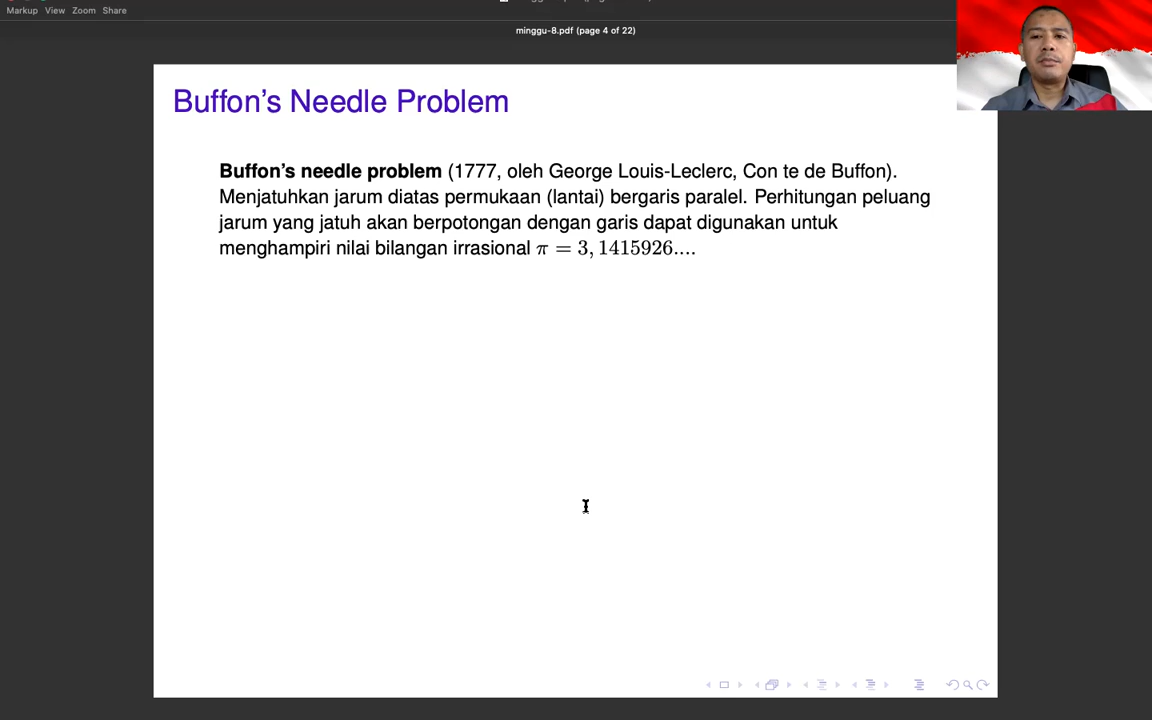 Markup View Zoom Share
minggu-8.pdf (page 4 of 22)
Buffon's Needle Problem
Buffon's needle problem (1777, oleh George Louis-Leclerc, Con te de Buffon).
Menjatuhkan jarum diatas permukaan (lantai) bergaris paralel. Perhitungan peluang
jarum yang jatuh akan berpotongan dengan garis dapat digunakan untuk
menghampiri nilai bilangan irrasional π = 3, 1415926....